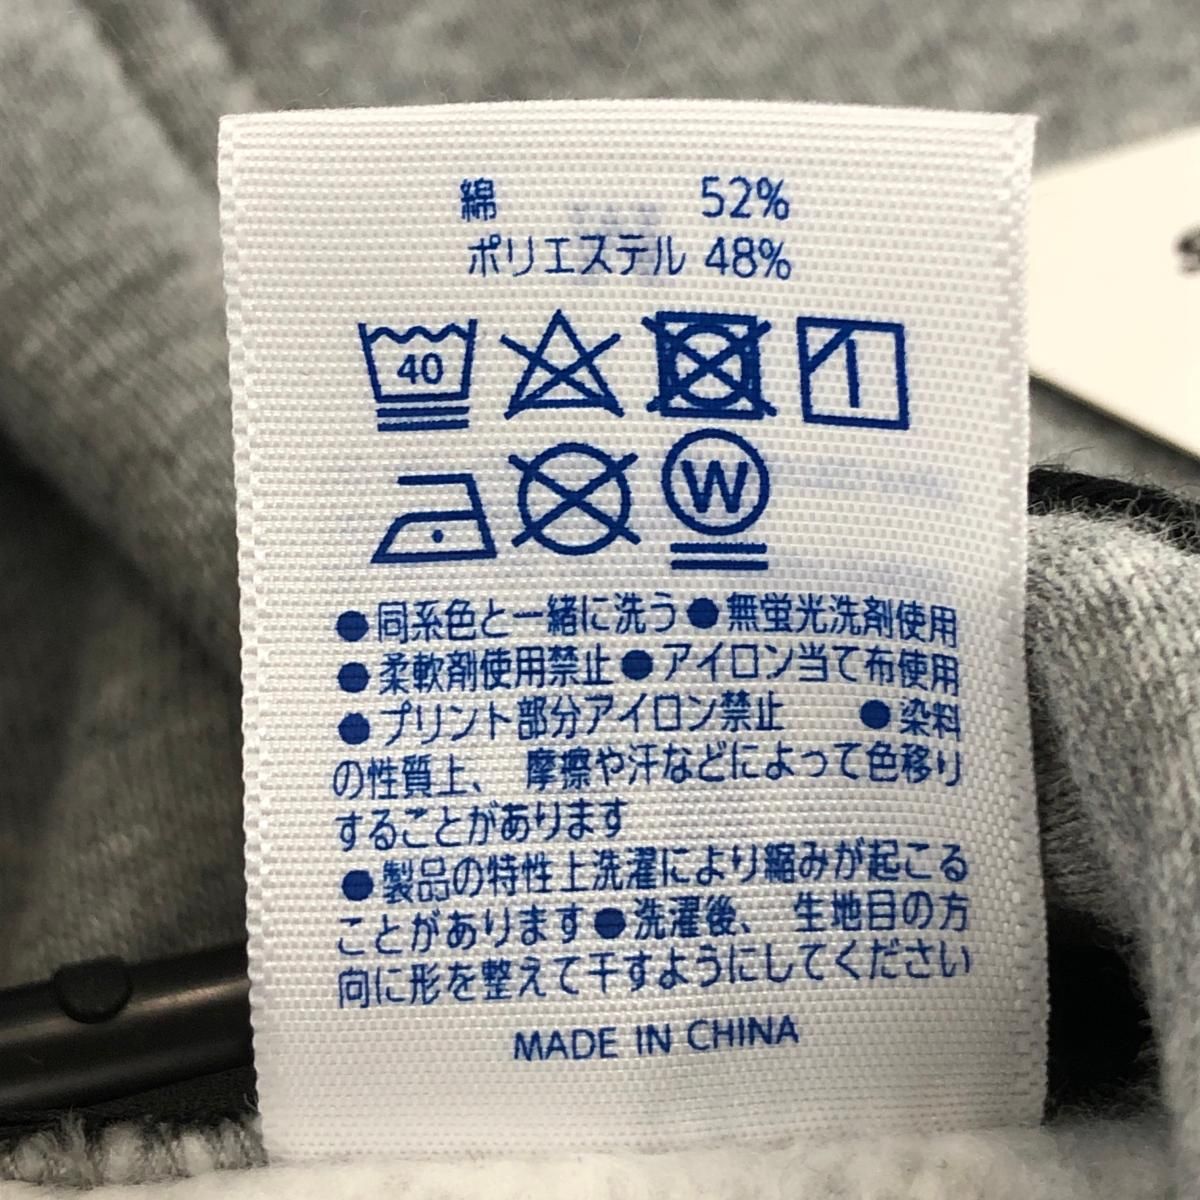 綿 52%
ポリエステル 48%
40
W
●同系色と一緒に洗う●無蛍光洗剤使用
●柔軟剤使用禁止●アイロン当て布使用
●プリント部分アイロン禁止 ●染料
の性質上、 摩擦や汗などによって色移り
することがあります
●製品の特性上洗濯により縮みが起こる
ことがあります●洗濯後、 生地目の方
向に形を整えて干すようにしてください
MADE IN CHINA